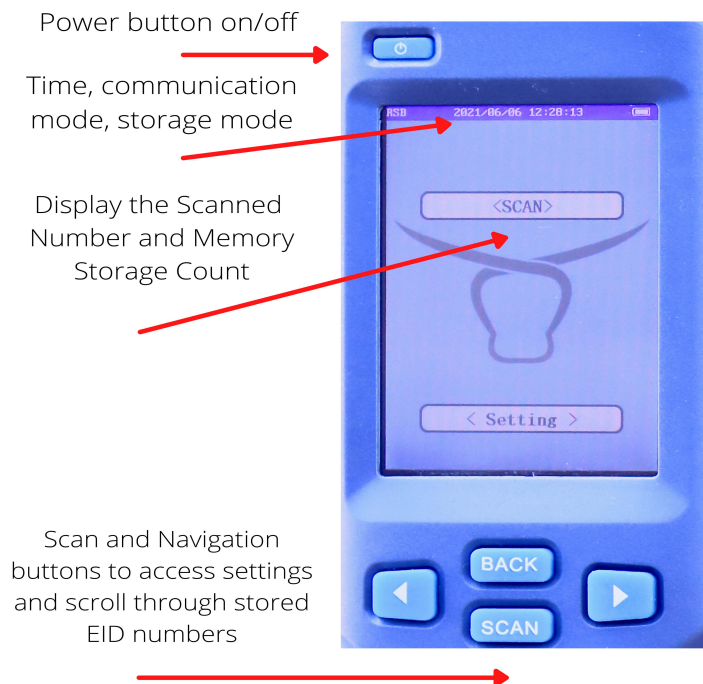 Power button on/off
Time, communication
mode, storage mode
RSB 2021/06/06 12:28:13
Display the Scanned
Number and Memory
Storage Count
<SCAN>
< Setting >
Scan and Navigation
buttons to access settings
and scroll through stored
EID numbers
BACK
SCAN